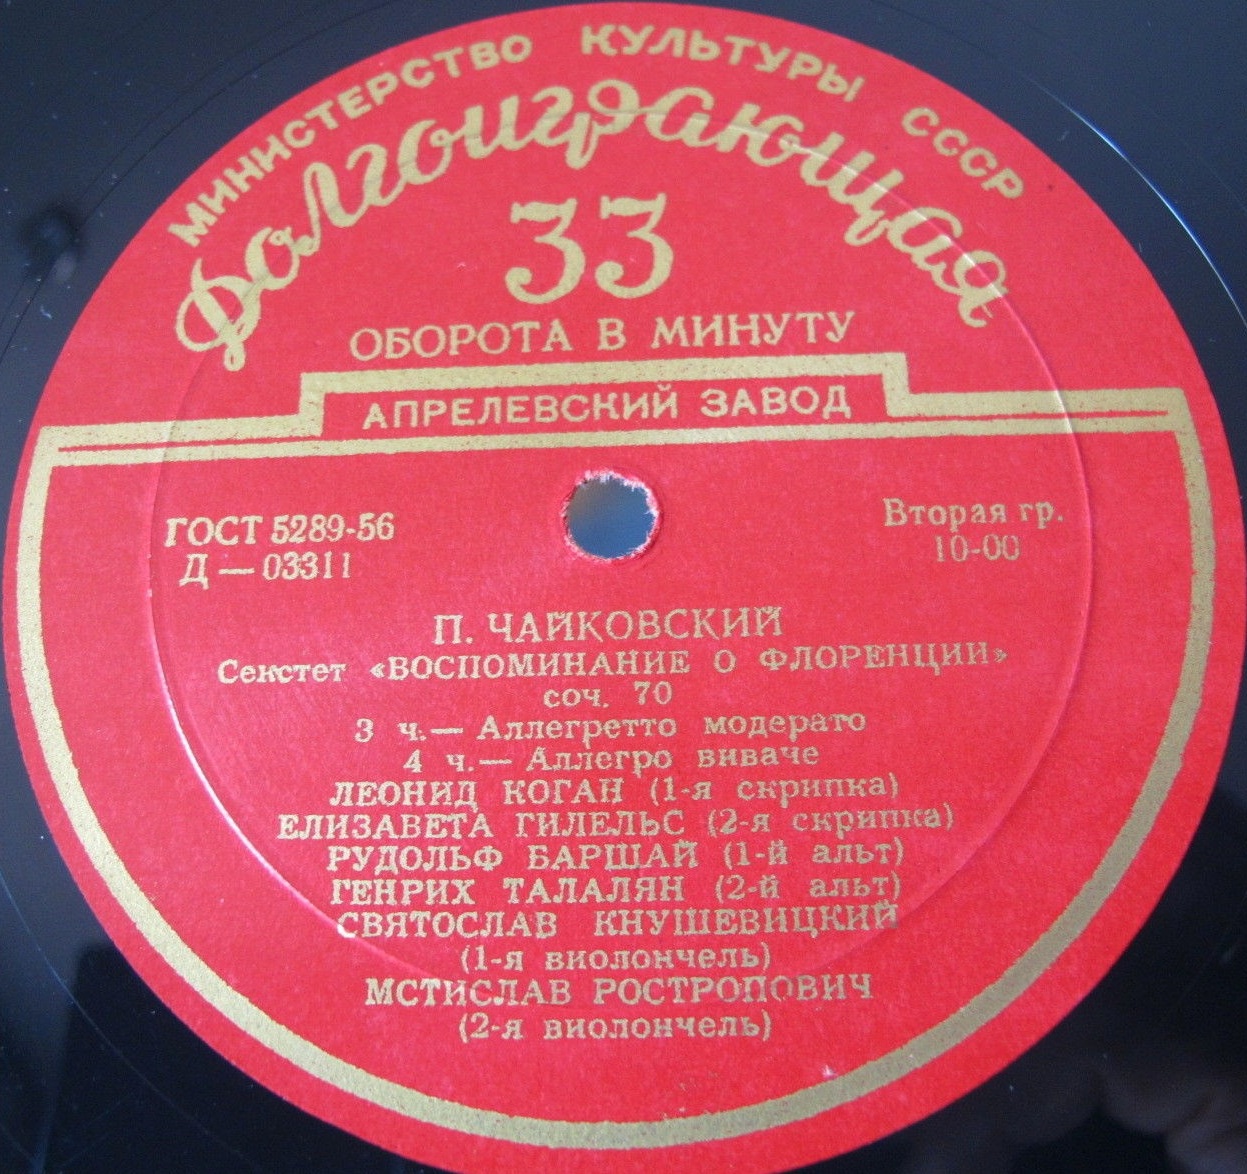 МИНИСТЕРСТВО КУЛЬТУРЫ СССР
Долгоиграющая
33
ОБОРОТА В МИНУТУ
АПРЕЛЕВСКИЙ ЗАВОД
ГОСТ 5289-56
Д — 03311
Вторая гр.
10-00
П. ЧАЙКОВСКИЙ
Секстет «ВОСПОМИНАНИЕ О ФЛОРЕНЦИИ»
соч. 70
3 ч.— Аллегретто модерато
4 ч.— Аллегро виваче
ЛЕОНИД КОГАН (1-я скрипка)
ЕЛИЗАВЕТА ГИЛЕЛЬС (2-я скрипка)
РУДОЛЬФ БАРШАЙ (1-й альт)
ГЕНРИХ ТАЛАЛЯН (2-й альт)
СВЯТОСЛАВ КНУШЕВИЦКИЙ
(1-я виолончель)
МСТИСЛАВ РОСТРОПОВИЧ
(2-я виолончель)